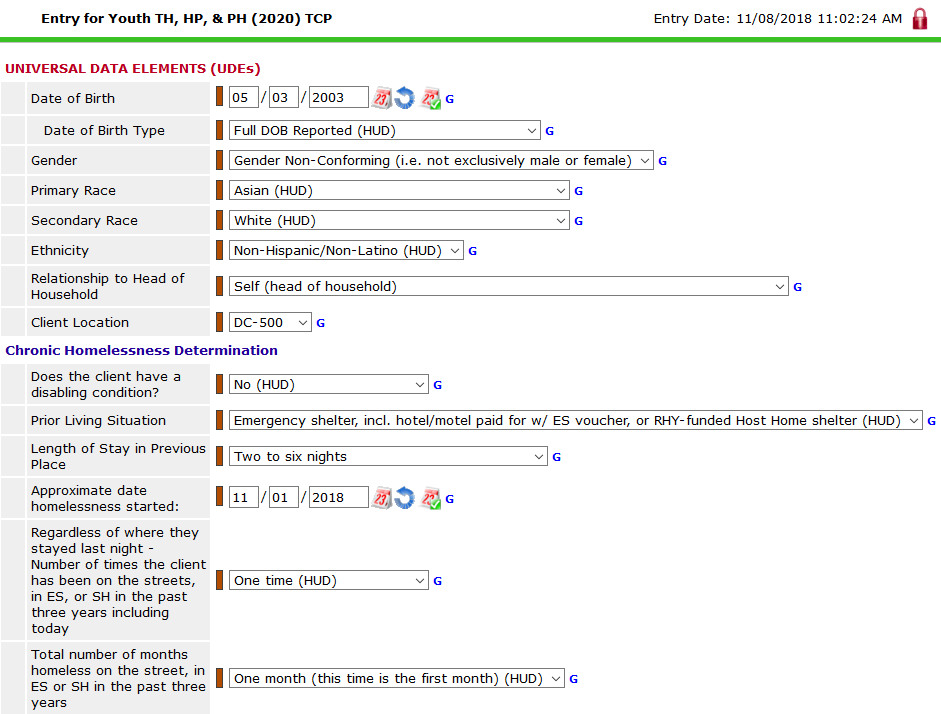 Entry for Youth TH, HP, & PH (2020) TCP
Entry Date: 11/08/2018 11:02:24 AM
UNIVERSAL DATA ELEMENTS (UDEs)
Date of Birth 05 / 03 / 2003 23 23 G
Date of Birth Type Full DOB Reported (HUD) G
Gender Gender Non-Conforming (i.e. not exclusively male or female) G
Primary Race Asian (HUD) G
Secondary Race White (HUD) G
Ethnicity Non-Hispanic/Non-Latino (HUD) G
Relationship to Head of
Household
Self (head of household) G
Client Location DC-500 G
Chronic Homelessness Determination
Does the client have a
disabling condition?
No (HUD) G
Prior Living Situation Emergency shelter, incl. hotel/motel paid for w/ ES voucher, or RHY-funded Host Home shelter (HUD) G
Length of Stay in Previous
Place
Two to six nights G
Approximate date
homelessness started:
11 / 01 / 2018 23 23 G
Regardless of where they
stayed last night -
Number of times the client
has been on the streets,
in ES, or SH in the past
three years including
today
One time (HUD) G
Total number of months
homeless on the street, in
ES or SH in the past three
years
One month (this time is the first month) (HUD) G